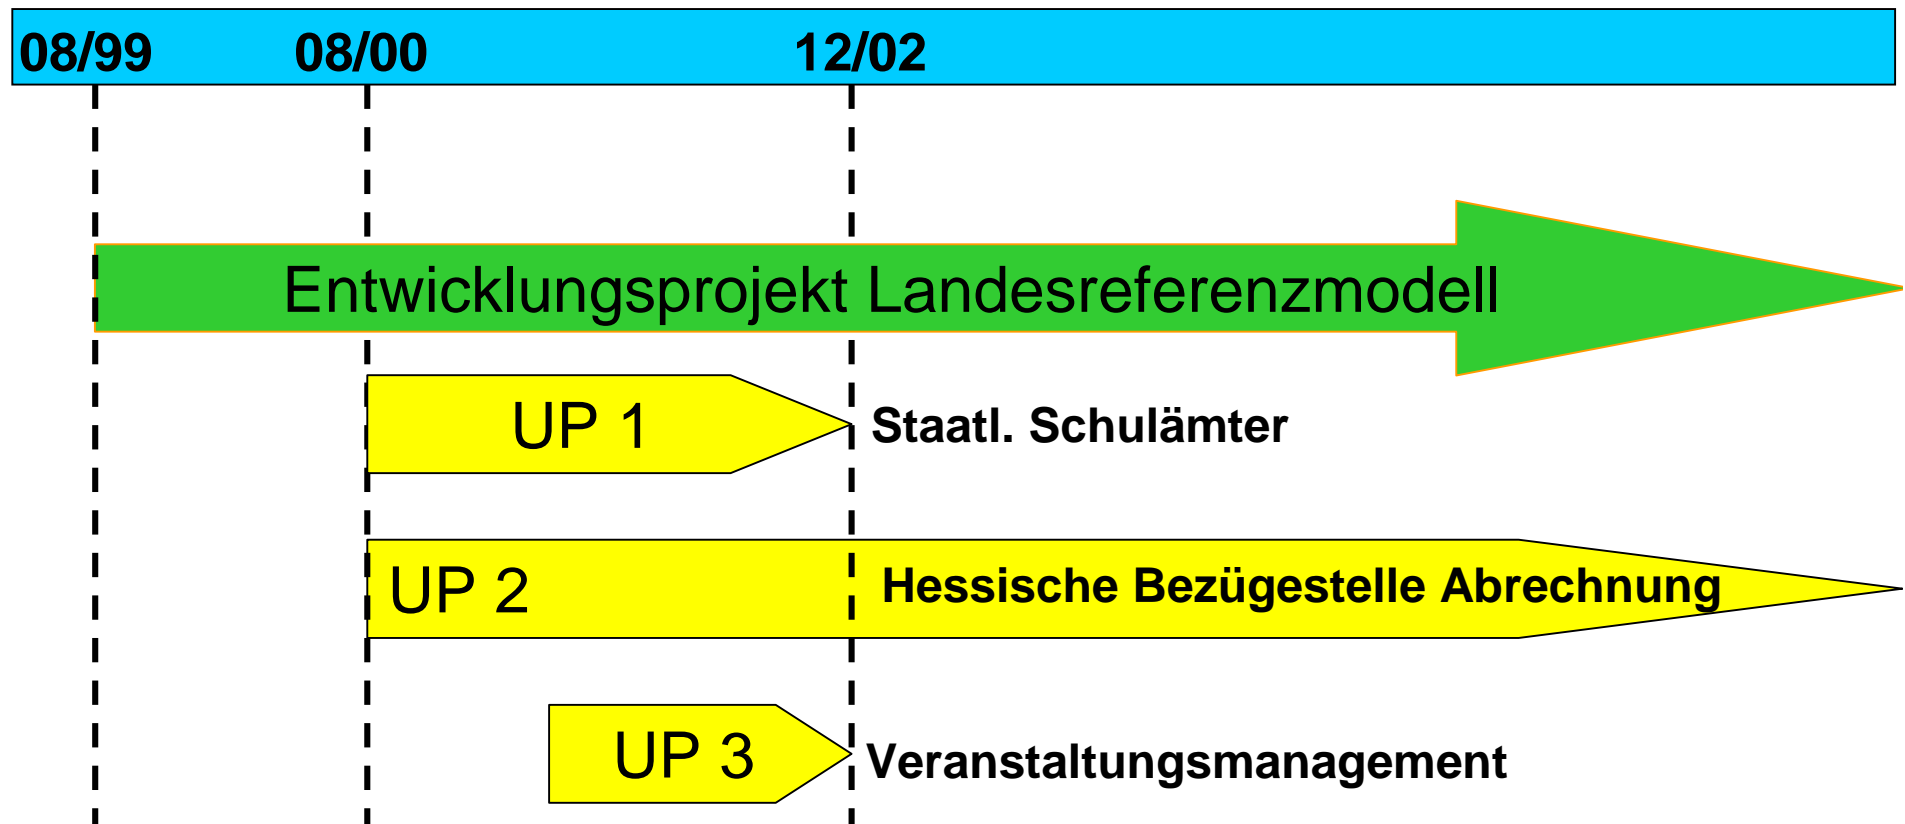 08/99 08/00 12/02
Entwicklungsprojekt Landesreferenzmodell
UP 1 Staatl. Schulämter
UP 2 Hessische Bezügestelle Abrechnung
UP 3 Veranstaltungsmanagement